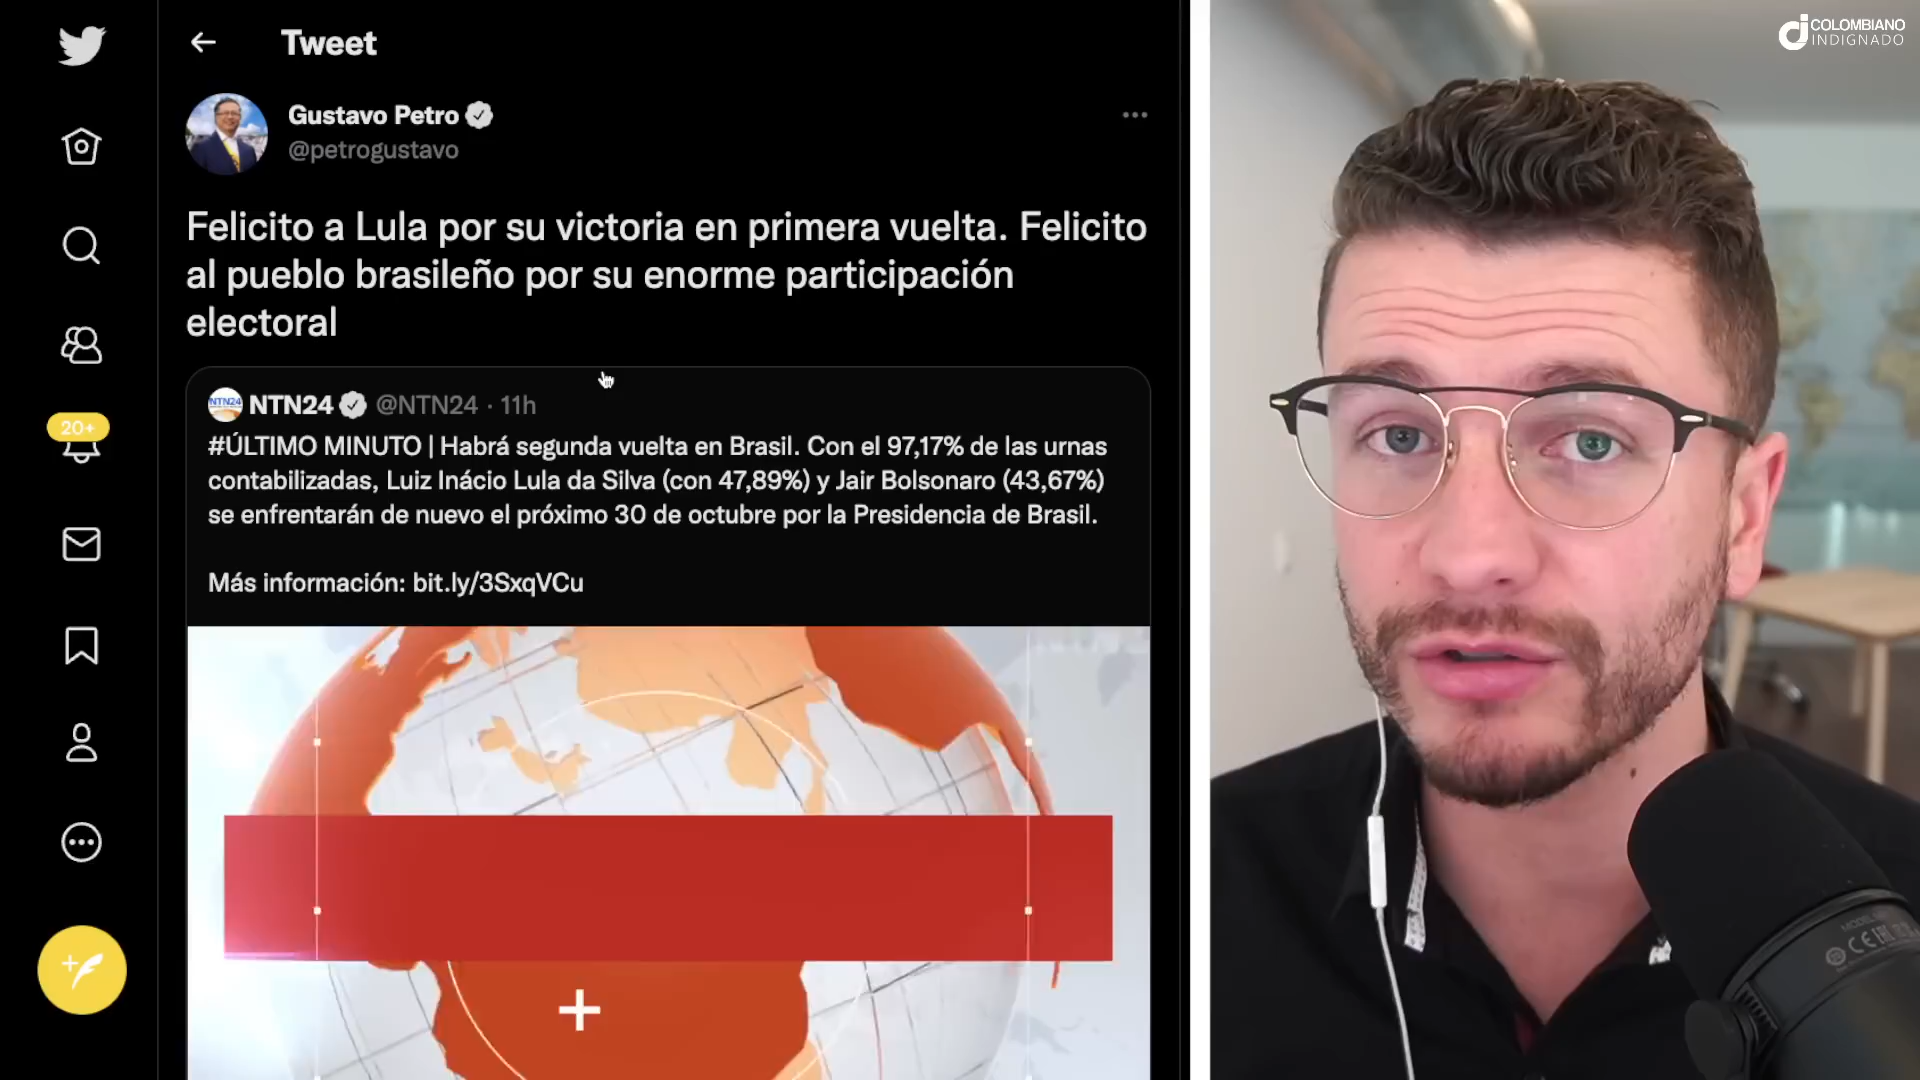 COLOMBIANO
INDIGNADO
Tweet
Gustavo Petro
@petrogustavo
Felicito a Lula por su victoria en primera vuelta. Felicito
al pueblo brasileño por su enorme participación
electoral
NTN24
NTN24 @NTN24 · 11h
#ÚLTIMO MINUTO | Habrá segunda vuelta en Brasil. Con el 97,17% de las urnas
contabilizadas, Luiz Inácio Lula da Silva (con 47,89%) y Jair Bolsonaro (43,67%)
se enfrentarán de nuevo el próximo 30 de octubre por la Presidencia de Brasil.
Más información: bit.ly/3SxqVCu
20+